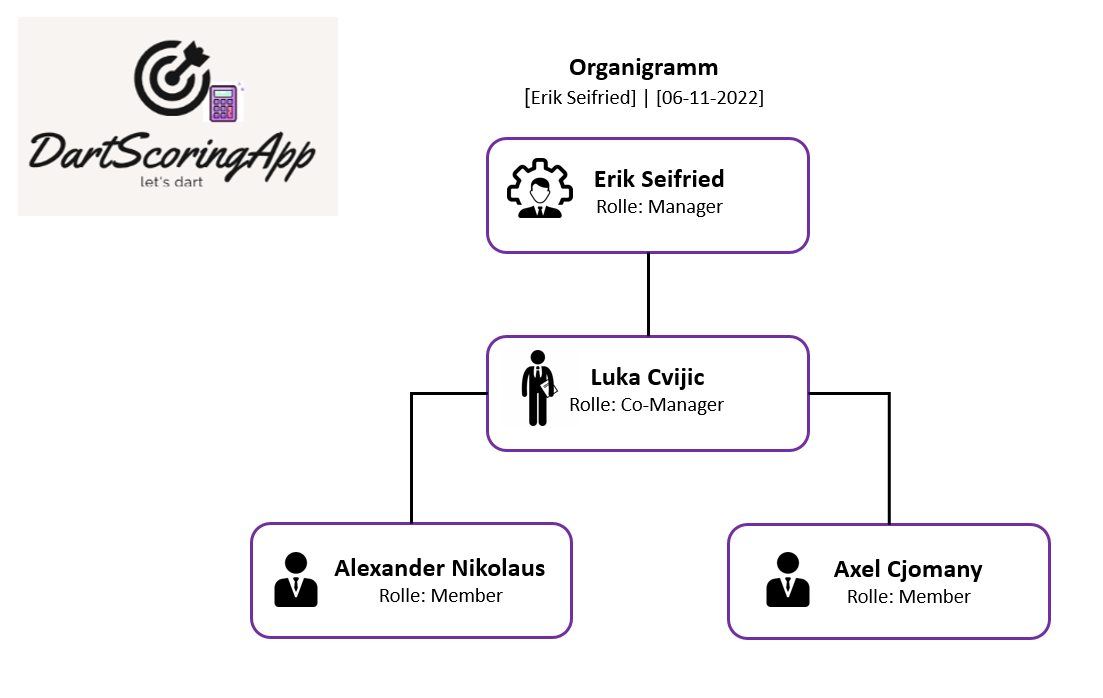 DartScoringApp
let's dart
Organigramm
[Erik Seifried] | [06-11-2022]
Erik Seifried
Rolle: Manager
Luka Cvijic
Rolle: Co-Manager
Alexander Nikolaus
Rolle: Member
Axel Cjomany
Rolle: Member